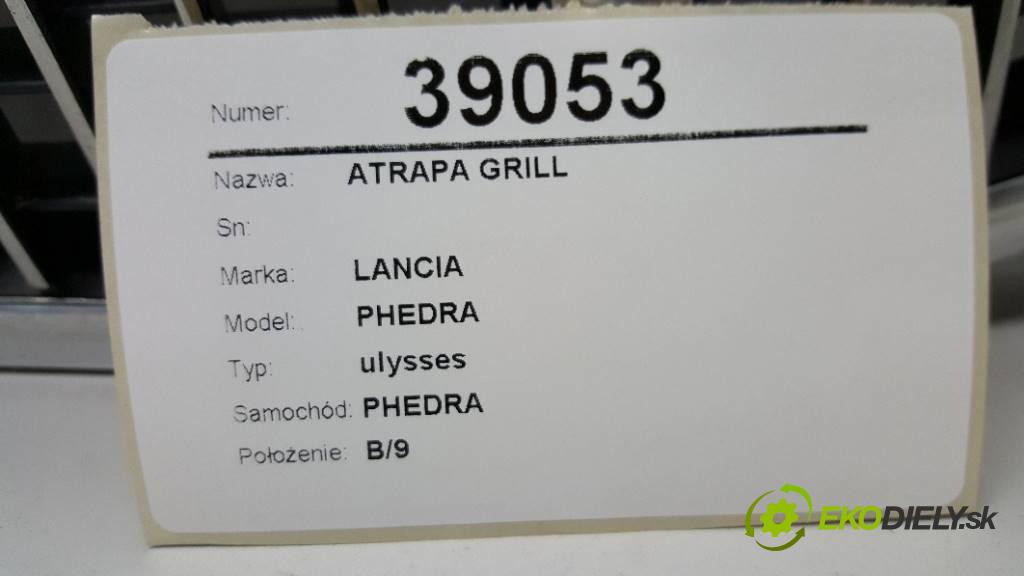 Numer: 39053
Nazwa: ATRAPA GRILL
Sn:
Marka: LANCIA
Model: PHEDRA
Typ: ulysses
Samochód: PHEDRA
Położenie: B/9
EKODIELY.sk